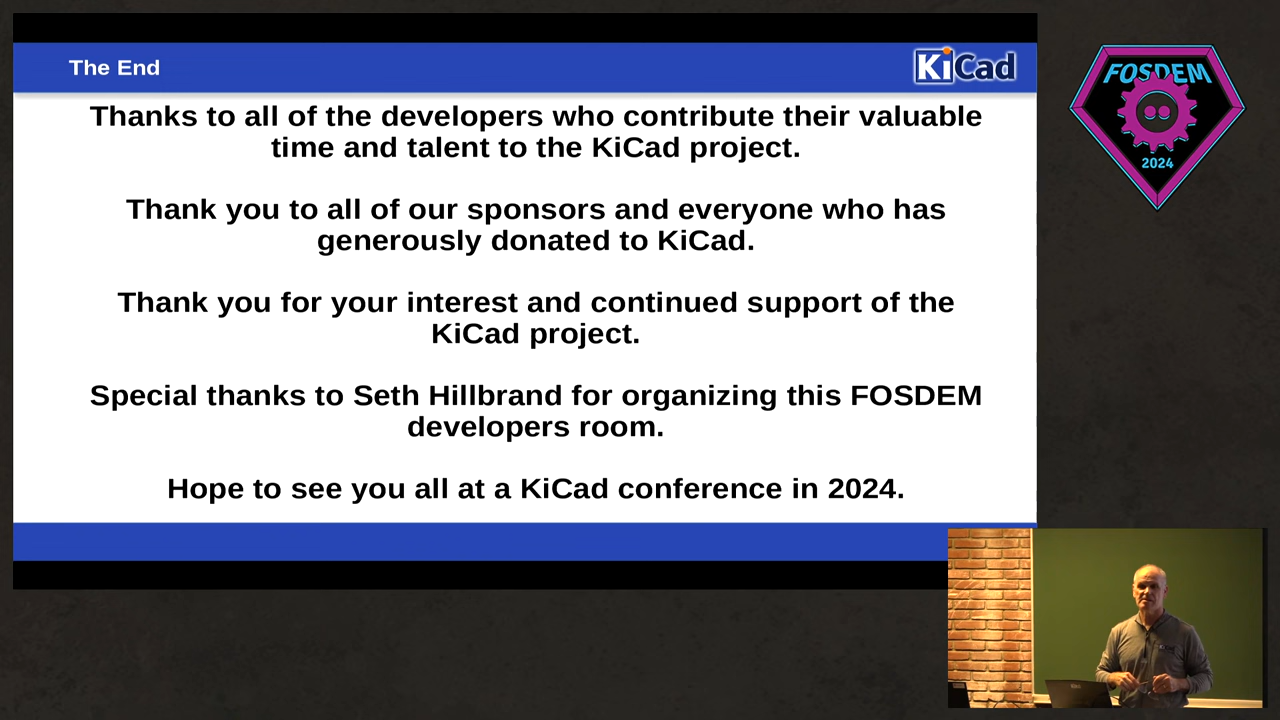 The End
KiCad
Thanks to all of the developers who contribute their valuable
time and talent to the KiCad project.
Thank you to all of our sponsors and everyone who has
generously donated to KiCad.
Thank you for your interest and continued support of the
KiCad project.
Special thanks to Seth Hillbrand for organizing this FOSDEM
developers room.
Hope to see you all at a KiCad conference in 2024.
FOSDEM
2024